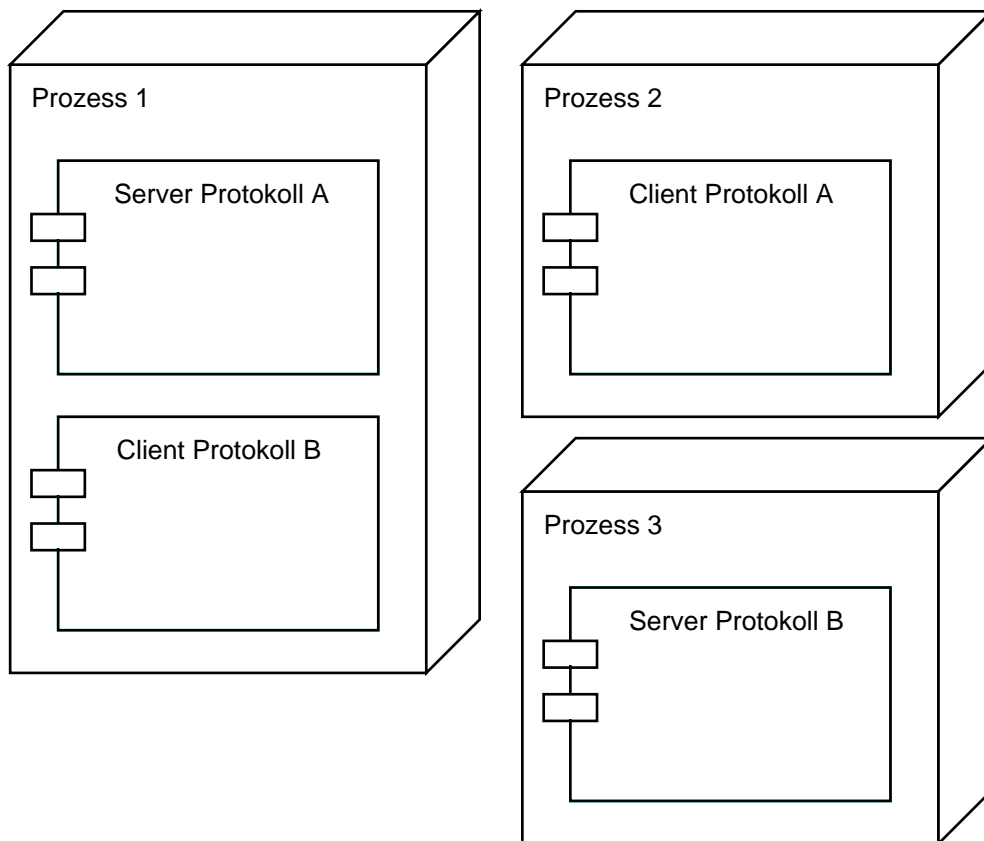 Prozess 1
Server Protokoll A
Client Protokoll B
Prozess 2
Client Protokoll A
Prozess 3
Server Protokoll B